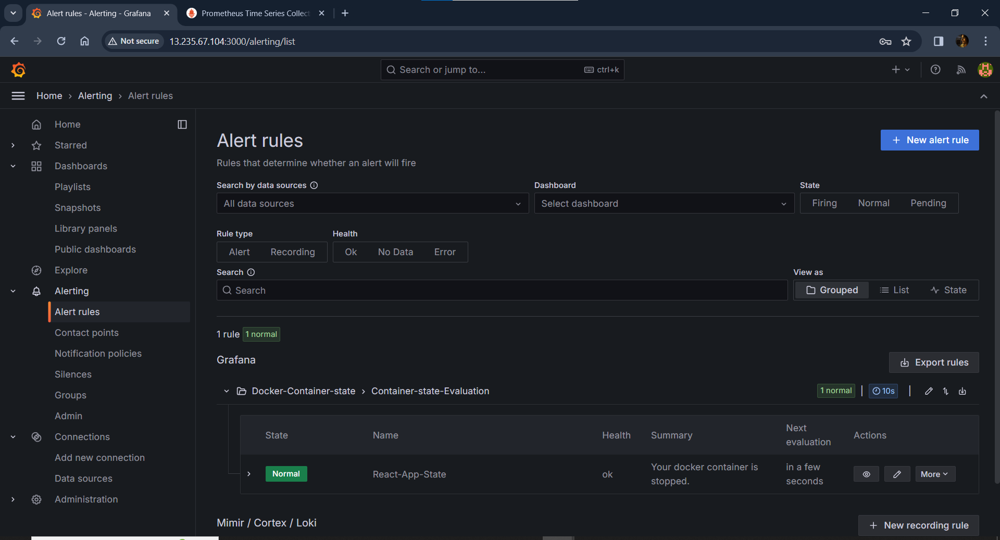 Alert rules - Alerting - Grafana
Prometheus Time Series Collect
Not secure
13.235.67.104:3000/alerting/list
Search or jump to...
ctrl+k
Home › Alerting › Alert rules
Home
Starred
Dashboards
Playlists
Snapshots
Library panels
Public dashboards
Explore
Alerting
Alert rules
Contact points
Notification policies
Silences
Groups
Admin
Connections
Add new connection
Data sources
Administration
Alert rules
+ New alert rule
Rules that determine whether an alert will fire
Search by data sources
Dashboard
State
All data sources
Select dashboard
Firing Normal Pending
Rule type
Health
Alert Recording
Ok No Data Error
Search
View as
Search
Grouped List State
1 rule 1 normal
Grafana
Export rules
Docker-Container-state › Container-state-Evaluation
1 normal | 10s |
State Name Health Summary Next evaluation Actions
Normal
React-App-State
ok
Your docker container is
stopped.
in a few
seconds
More
Mimir / Cortex / Loki
+ New recording rule